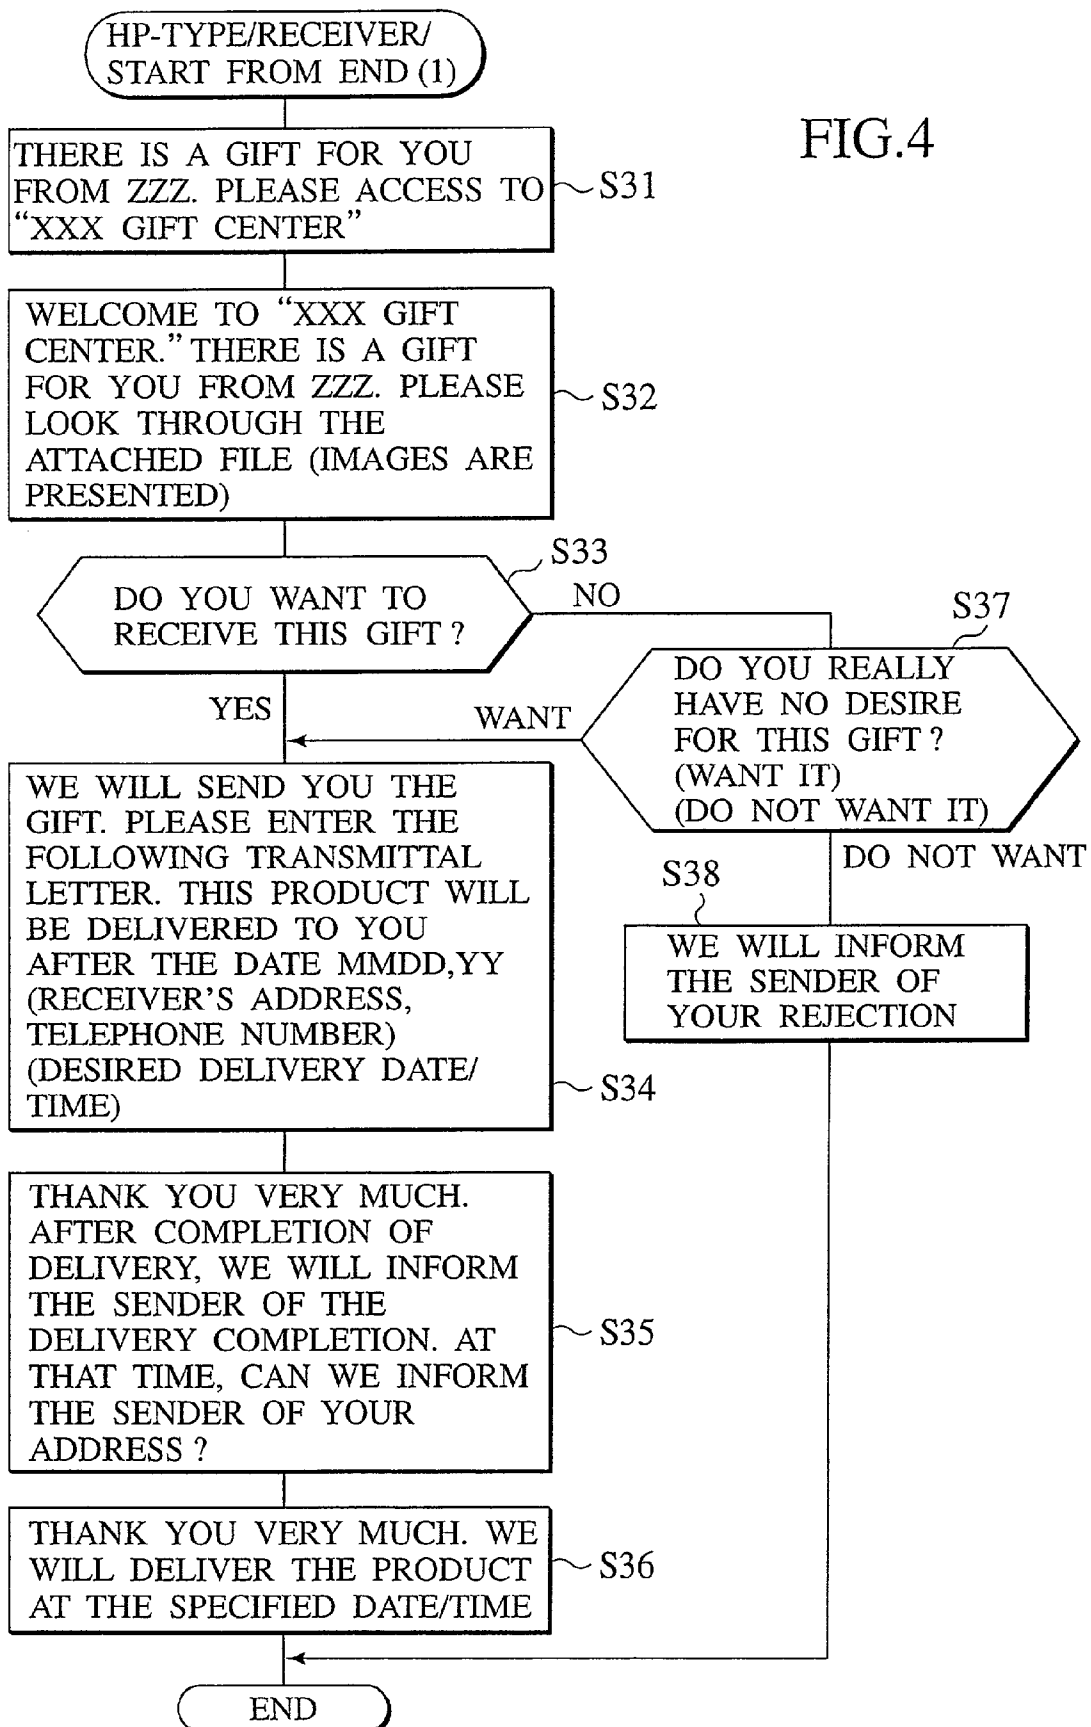 HP-TYPE/RECEIVER/
START FROM END (1)
FIG.4
THERE IS A GIFT FOR YOU
FROM ZZZ. PLEASE ACCESS TO
“XXX GIFT CENTER”
S31
WELCOME TO “XXX GIFT
CENTER.” THERE IS A GIFT
FOR YOU FROM ZZZ. PLEASE
LOOK THROUGH THE
ATTACHED FILE (IMAGES ARE
PRESENTED)
S32
S33
DO YOU WANT TO
RECEIVE THIS GIFT ?
NO
YES
S37
DO YOU REALLY
HAVE NO DESIRE
FOR THIS GIFT ?
(WANT IT)
(DO NOT WANT IT)
WANT
DO NOT WANT
WE WILL SEND YOU THE
GIFT. PLEASE ENTER THE
FOLLOWING TRANSMITTAL
LETTER. THIS PRODUCT WILL
BE DELIVERED TO YOU
AFTER THE DATE MMDD,YY
(RECEIVER’S ADDRESS,
TELEPHONE NUMBER)
(DESIRED DELIVERY DATE/
TIME)
S34
S38
WE WILL INFORM
THE SENDER OF
YOUR REJECTION
THANK YOU VERY MUCH.
AFTER COMPLETION OF
DELIVERY, WE WILL INFORM
THE SENDER OF THE
DELIVERY COMPLETION. AT
THAT TIME, CAN WE INFORM
THE SENDER OF YOUR
ADDRESS ?
S35
THANK YOU VERY MUCH. WE
WILL DELIVER THE PRODUCT
AT THE SPECIFIED DATE/TIME
S36
END